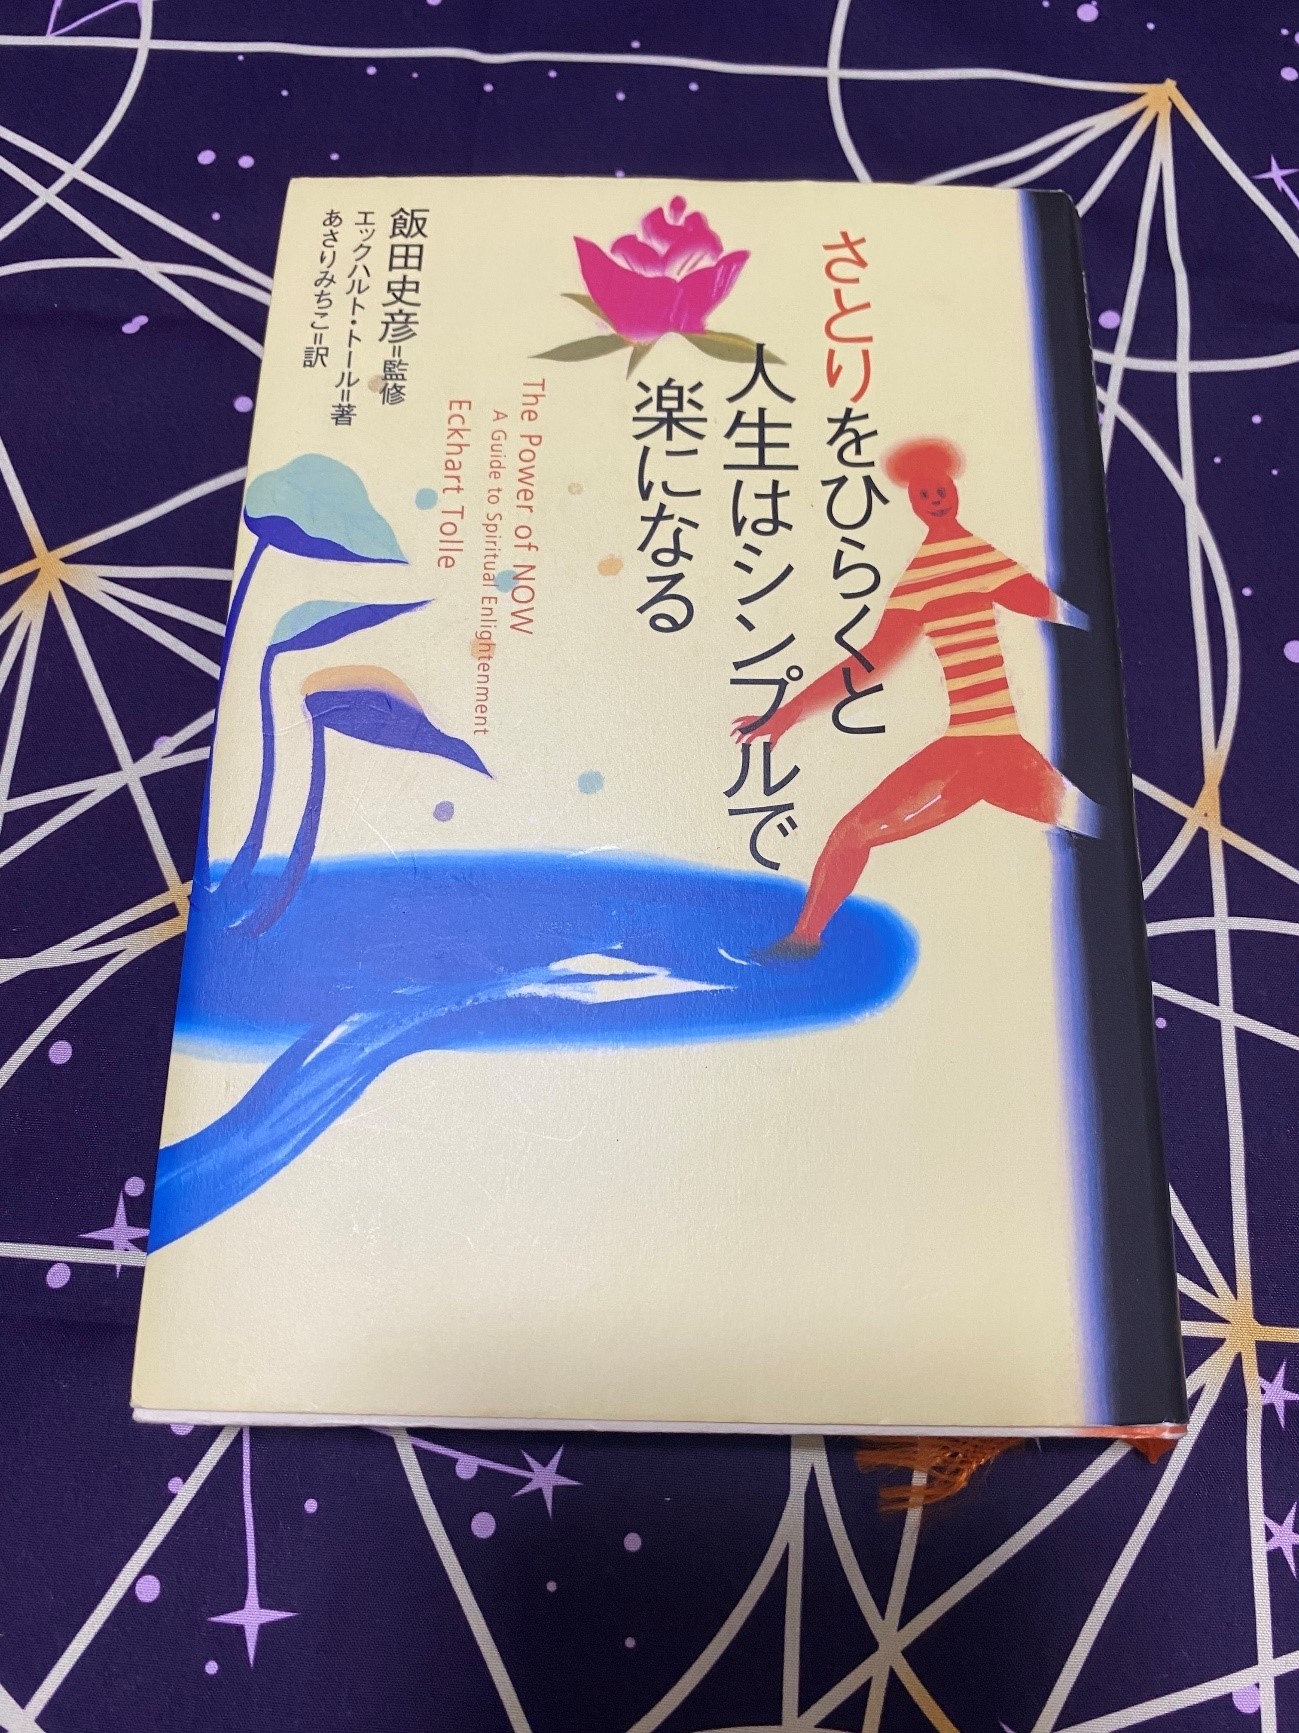 さとりをひらくと
人生はシンプルで
楽になる
The Power of NOW
A Guide to Spiritual Enlightenment
Eckhart Tolle
飯田史彦=監修
エックハルト・トール=著
あさりみちこ=訳